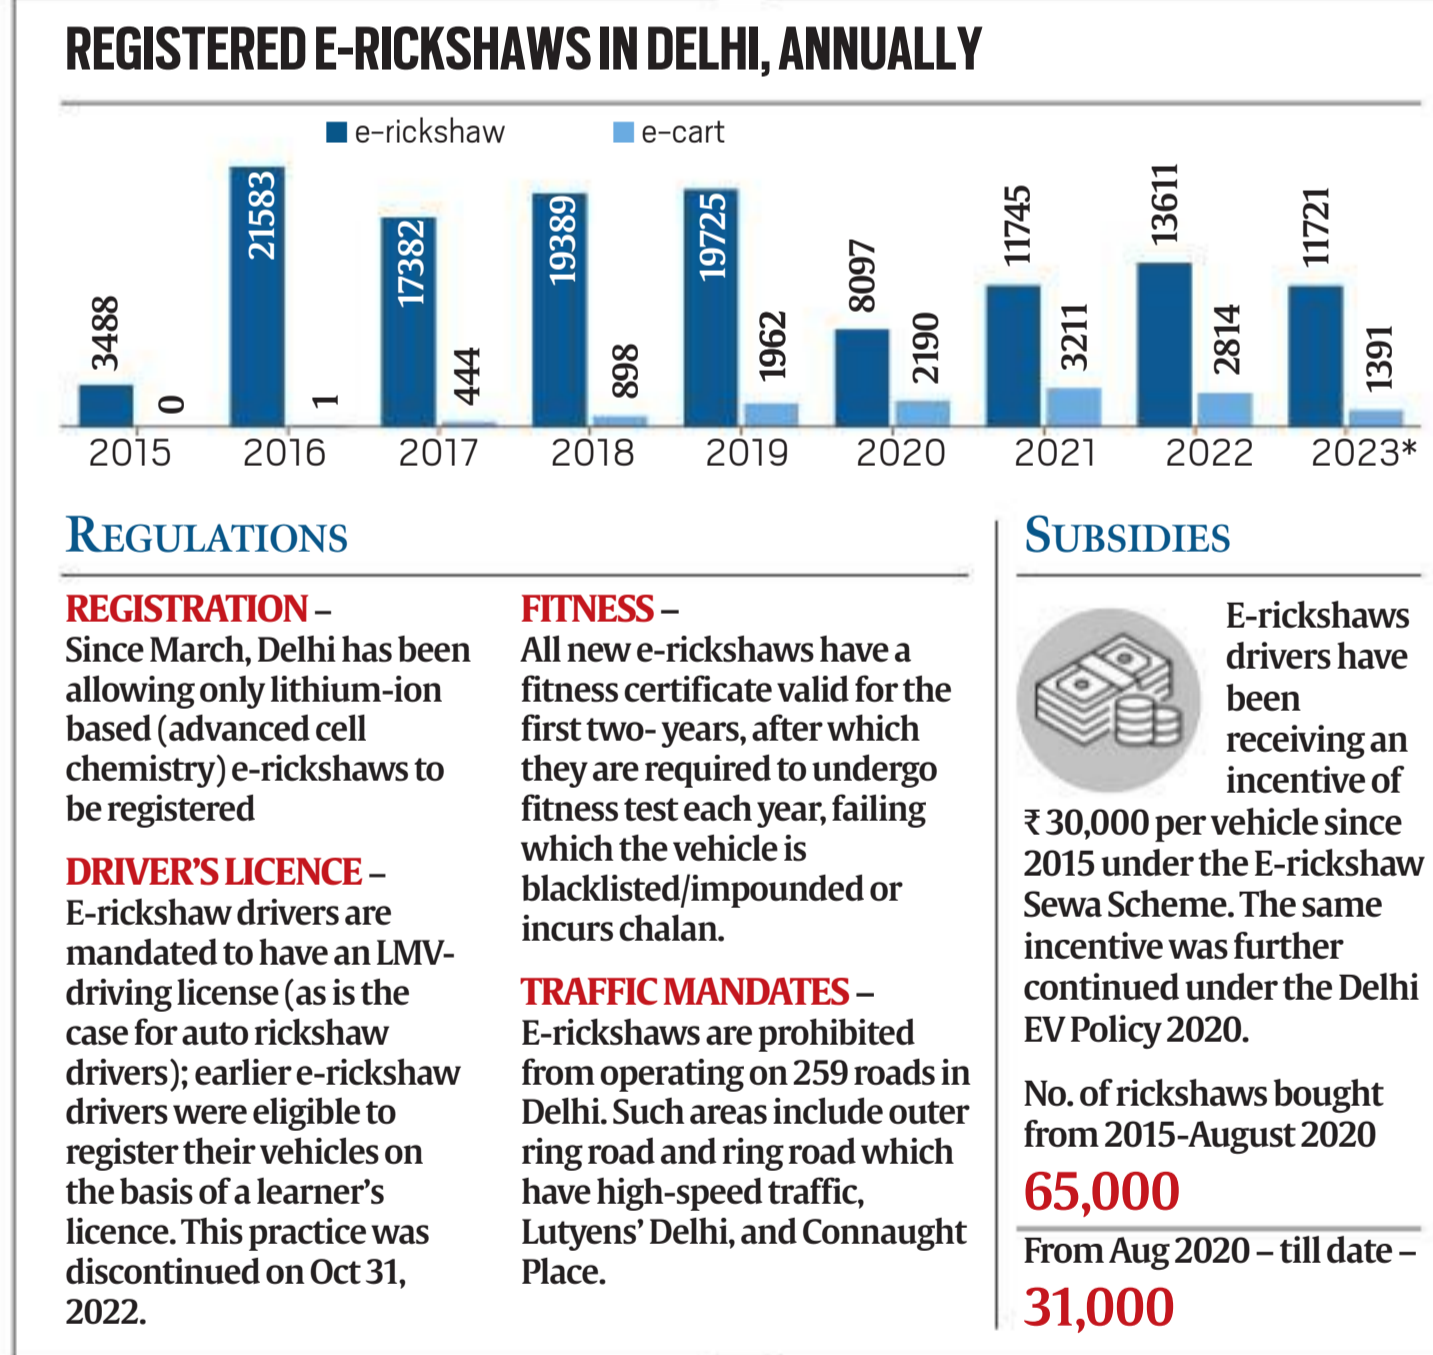 REGISTERED E-RICKSHAWS IN DELHI, ANNUALLY
e-rickshaw e-cart
3488 0 21583 1 17382 444 19389 898 19725 1962 8097 2190 11745 3211 13611 2814 11721 1391
2015 2016 2017 2018 2019 2020 2021 2022 2023*
REGULATIONS
REGISTRATION –
Since March, Delhi has been
allowing only lithium-ion
based (advanced cell
chemistry) e-rickshaws to
be registered
DRIVER'S LICENCE –
E-rickshaw drivers are
mandated to have an LMV-
driving license (as is the
case for auto rickshaw
drivers); earlier e-rickshaw
drivers were eligible to
register their vehicles on
the basis of a learner's
licence. This practice was
discontinued on Oct 31,
2022.
FITNESS –
All new e-rickshaws have a
fitness certificate valid for the
first two- years, after which
they are required to undergo
fitness test each year, failing
which the vehicle is
blacklisted/impounded or
incurs chalan.
TRAFFIC MANDATES –
E-rickshaws are prohibited
from operating on 259 roads in
Delhi. Such areas include outer
ring road and ring road which
have high-speed traffic,
Lutyens' Delhi, and Connaught
Place.
SUBSIDIES
E-rickshaws
drivers have
been
receiving an
incentive of
₹ 30,000 per vehicle since
2015 under the E-rickshaw
Sewa Scheme. The same
incentive was further
continued under the Delhi
EV Policy 2020.
No. of rickshaws bought
from 2015-August 2020
65,000
From Aug 2020 – till date –
31,000